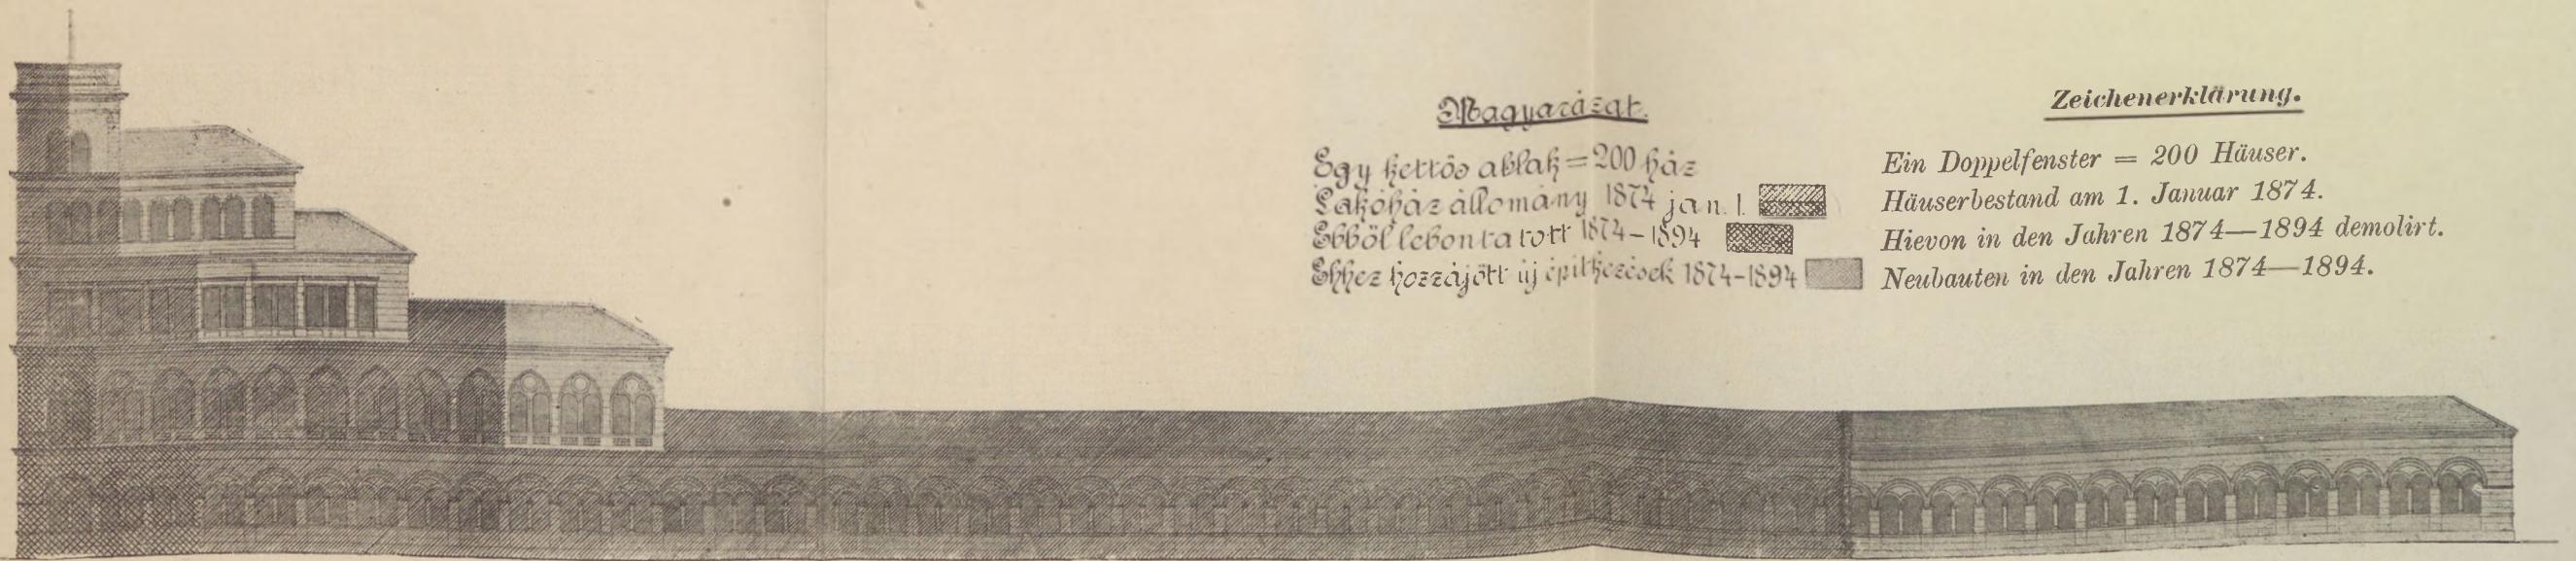 Magyarázat.
Egy kettős ablak = 200 ház
Lakóház állomány 1874 jan. 1.
Ebből lebontatott 1874–1894
Ehhez hozzájött új építkezések 1874–1894
Zeichenerklärung.
Ein Doppelfenster = 200 Häuser.
Häuserbestand am 1. Januar 1874.
Hievon in den Jahren 1874—1894 demolirt.
Neubauten in den Jahren 1874—1894.